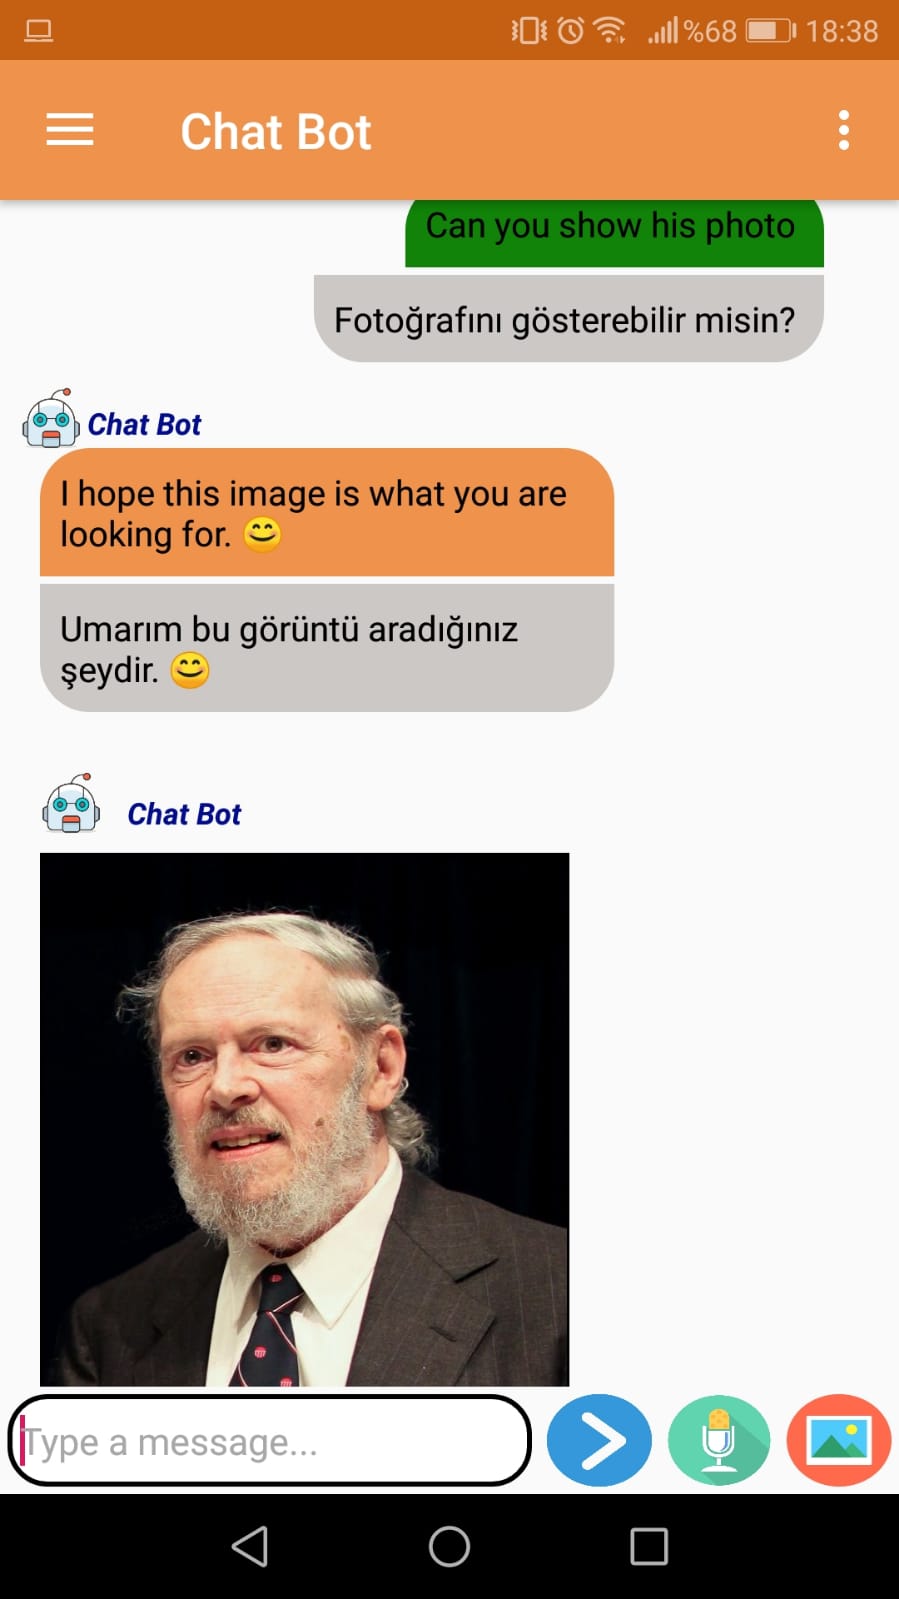 %68 18:38
Chat Bot
Can you show his photo
Fotoğrafını gösterebilir misin?
Chat Bot
I hope this image is what you are
looking for. 😊
Umarım bu görüntü aradığınız
şeydir. 😊
Chat Bot
Type a message...